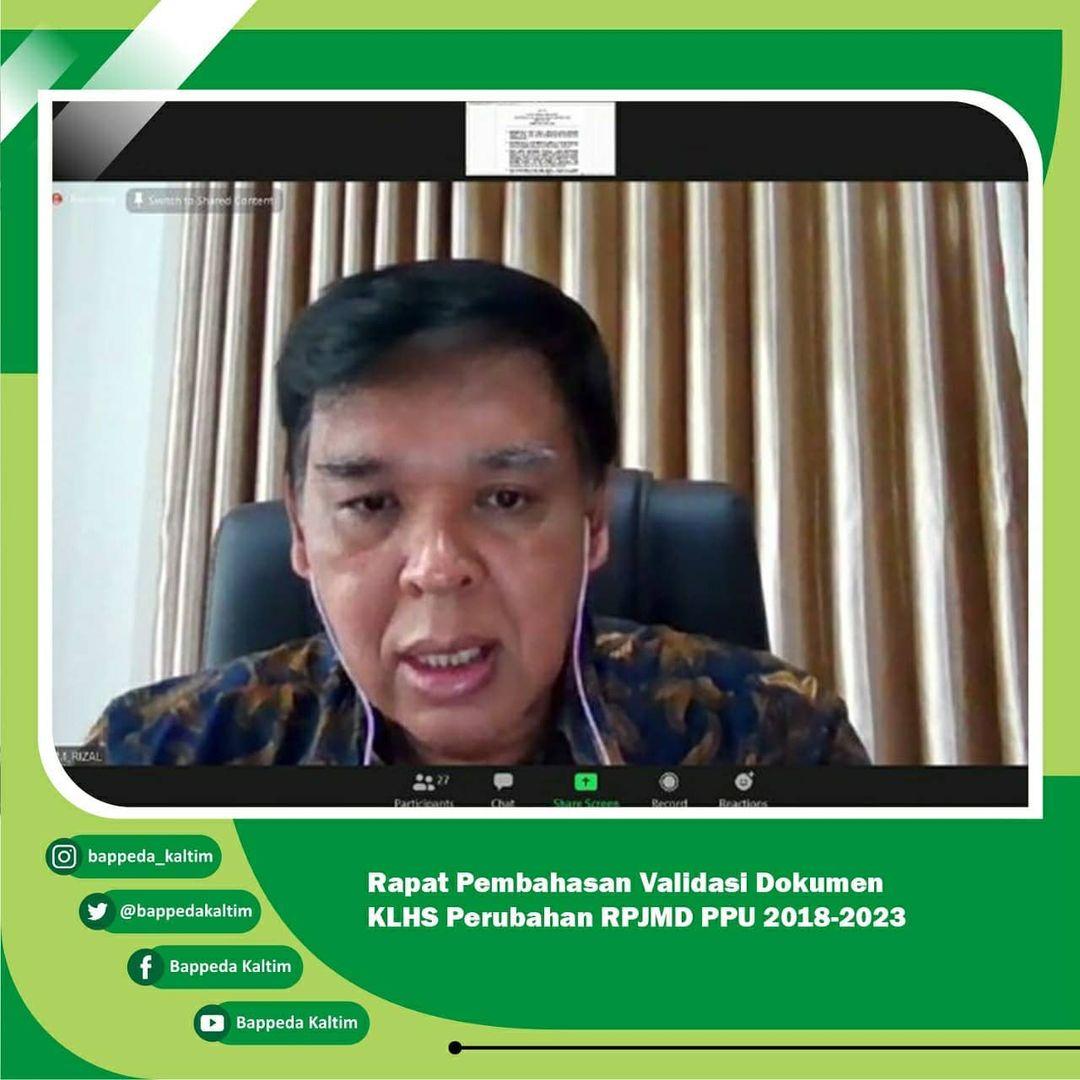 Switch to Shared Content
M_RIZAL
27
Participants
Chat
Share Screen
Record
Reactions
bappeda_kaltim
@bappedakaltim
Bappeda Kaltim
Bappeda Kaltim
Rapat Pembahasan Validasi Dokumen
KLHS Perubahan RPJMD PPU 2018-2023